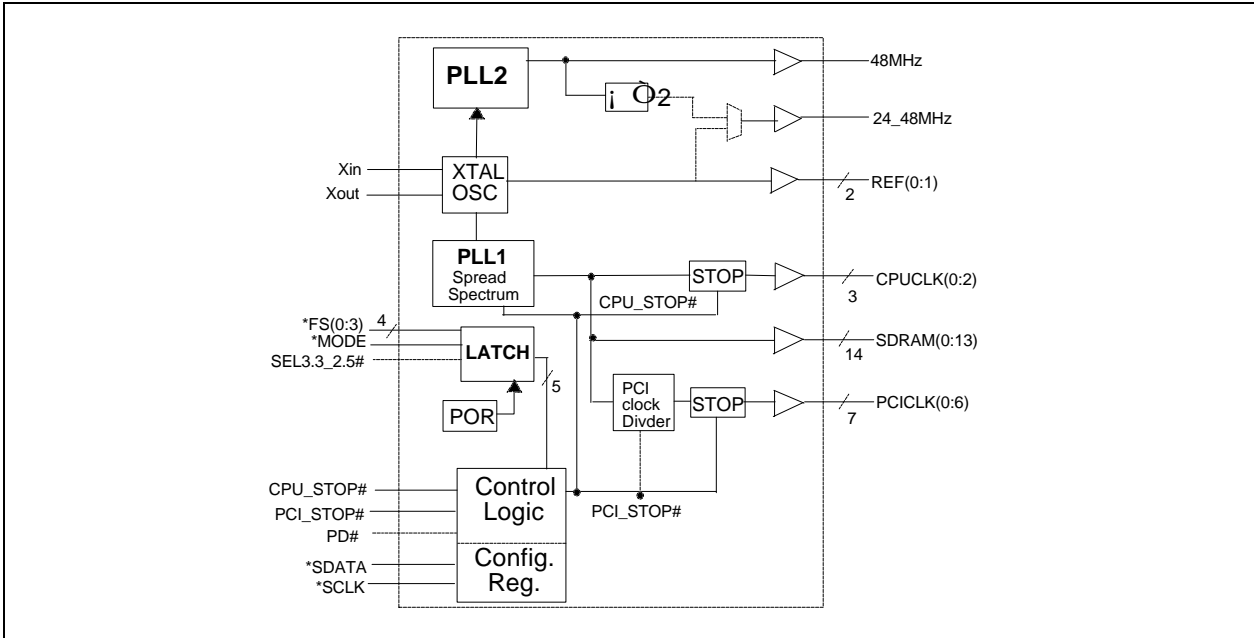 PLL2
48MHz
¡ Ò2
24_48MHz
Xin
Xout
XTAL
OSC
REF(0:1)
2
PLL1
Spread
Spectrum
STOP
CPUCLK(0:2)
3
CPU_STOP#
*FS(0:3)
4
*MODE
SEL3.3_2.5#
LATCH
5
SDRAM(0:13)
14
POR
PCI
clock
Divder
STOP
PCICLK(0:6)
7
CPU_STOP#
PCI_STOP#
PD#
Control
Logic
PCI_STOP#
*SDATA
*SCLK
Config.
Reg.